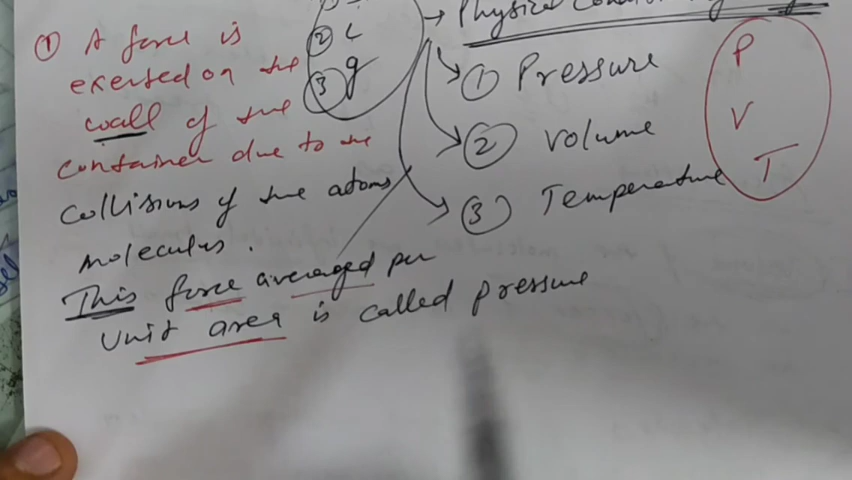 → Physical
① A force is
exerted on the
wall of the
container due to the
collisions of the atoms
molecules.
This force averaged per
Unit area is called pressure
② L
③ g
① Pressure
② Volume
③ Temperature
P
V
T